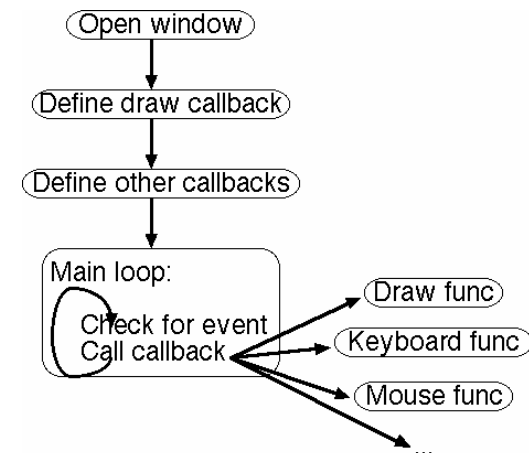 Open window
Define draw callback
Define other callbacks
Main loop:
Check for event
Call callback
Draw func
Keyboard func
Mouse func
...